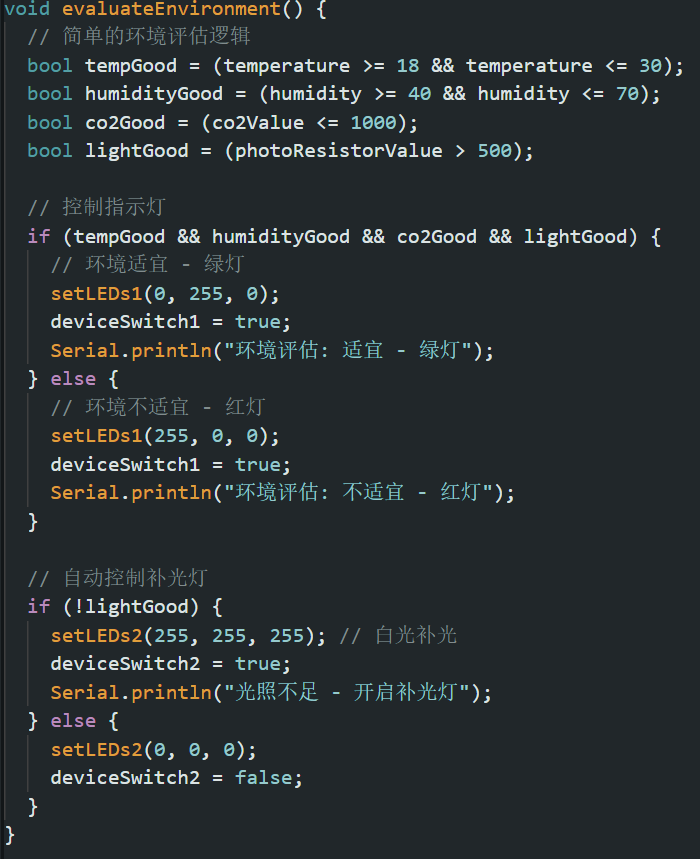 void evaluateEnvironment() {
  // 简单的环境评估逻辑
  bool tempGood = (temperature >= 18 && temperature <= 30);
  bool humidityGood = (humidity >= 40 && humidity <= 70);
  bool co2Good = (co2Value <= 1000);
  bool lightGood = (photoResistorValue > 500);

  // 控制指示灯
  if (tempGood && humidityGood && co2Good && lightGood) {
    // 环境适宜 - 绿灯
    setLEDs1(0, 255, 0);
    deviceSwitch1 = true;
    Serial.println("环境评估: 适宜 - 绿灯");
  } else {
    // 环境不适宜 - 红灯
    setLEDs1(255, 0, 0);
    deviceSwitch1 = true;
    Serial.println("环境评估: 不适宜 - 红灯");
  }

  // 自动控制补光灯
  if (!lightGood) {
    setLEDs2(255, 255, 255); // 白光补光
    deviceSwitch2 = true;
    Serial.println("光照不足 - 开启补光灯");
  } else {
    setLEDs2(0, 0, 0);
    deviceSwitch2 = false;
  }
}